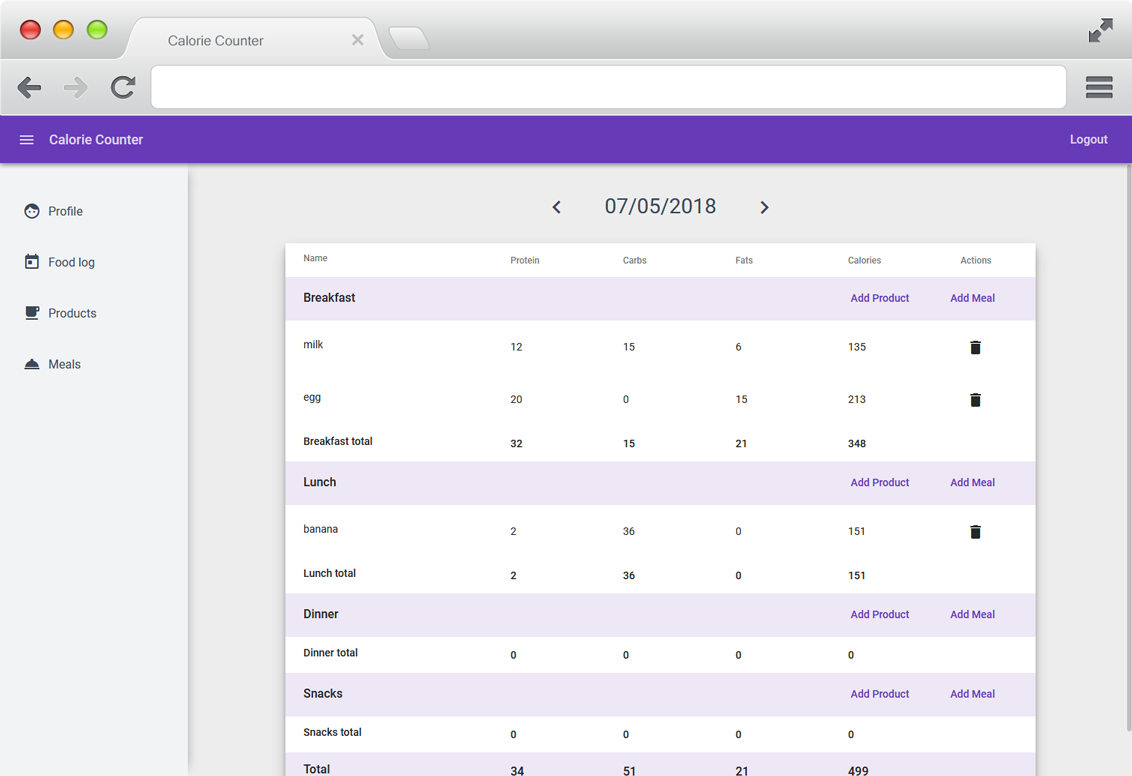 Calorie Counter
Calorie Counter Logout
Profile
Food log
Products
Meals
07/05/2018
Name Protein Carbs Fats Calories Actions
Breakfast Add Product Add Meal
milk 12 15 6 135
egg 20 0 15 213
Breakfast total 32 15 21 348
Lunch Add Product Add Meal
banana 2 36 0 151
Lunch total 2 36 0 151
Dinner Add Product Add Meal
Dinner total 0 0 0 0
Snacks Add Product Add Meal
Snacks total 0 0 0 0
Total 34 51 21 499